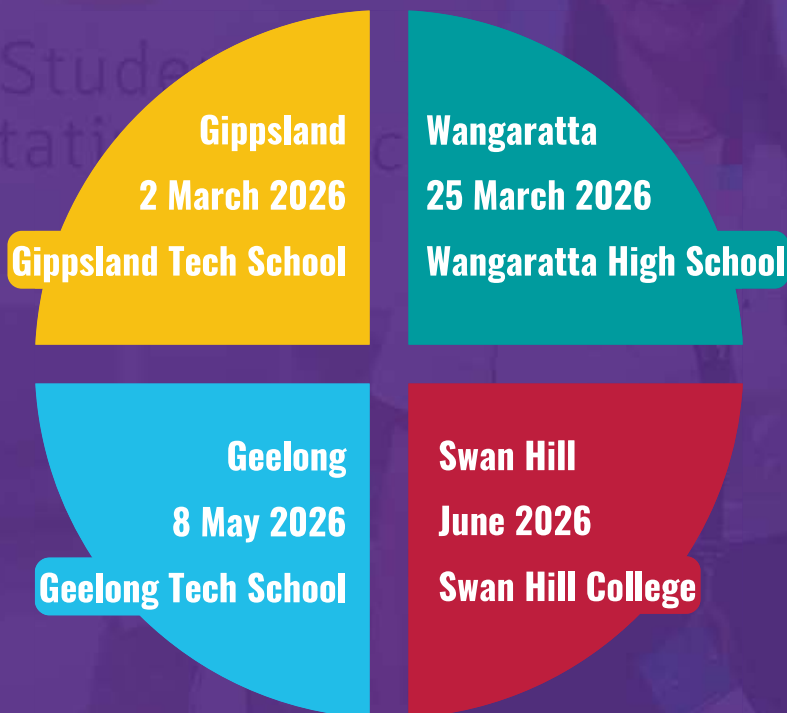 Gippsland
2 March 2026
Gippsland Tech School
Wangaratta
25 March 2026
Wangaratta High School
Geelong
8 May 2026
Geelong Tech School
Swan Hill
June 2026
Swan Hill College